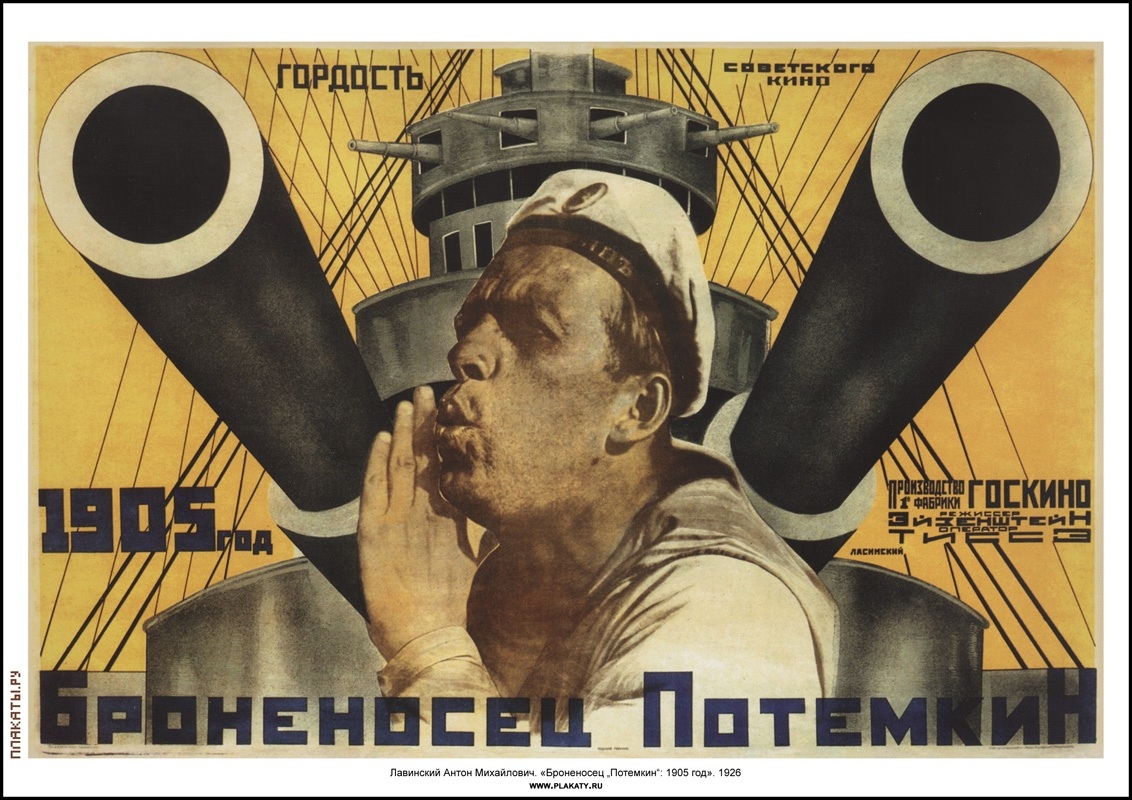 ГОРДОСТЬ
советского
кино
1905 год
ПРОИЗВОДСТВО
1й ФАБРИКИ
ГОСКИНО
РЕЖИССЕР
ЭЙЗЕНШТЕЙН
ОПЕРАТОР
ТИССЭ
ЛАВИНСКИЙ
БРОНЕНОСЕЦ ПОТЕМКИН
ПЛАКАТЫ.РУ
Лавинский Антон Михайлович. «Броненосец „Потемкин“: 1905 год». 1926
WWW.PLAKATY.RU